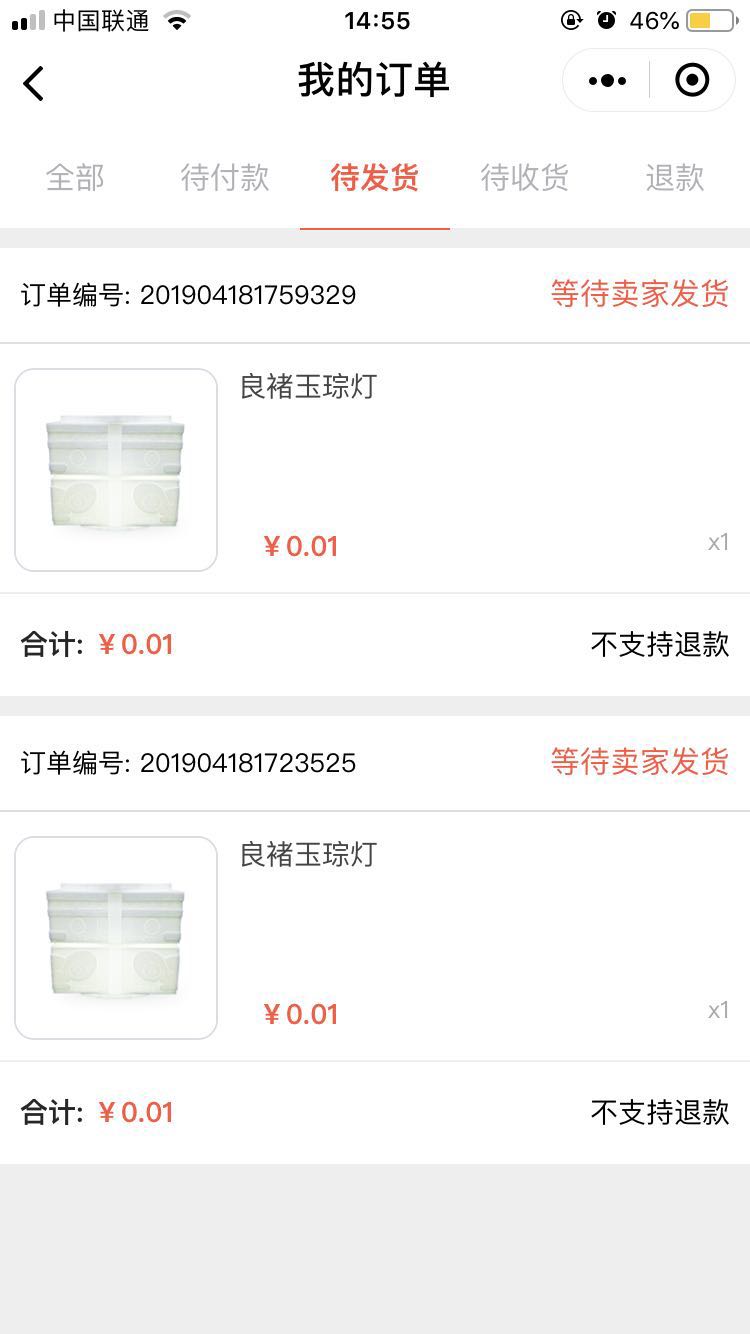 中国联通 14:55 46%
我的订单
全部 待付款 待发货 待收货 退款
订单编号: 201904181759329 等待卖家发货
良褚玉琮灯
¥ 0.01 x1
合计: ¥ 0.01 不支持退款
订单编号: 201904181723525 等待卖家发货
良褚玉琮灯
¥ 0.01 x1
合计: ¥ 0.01 不支持退款